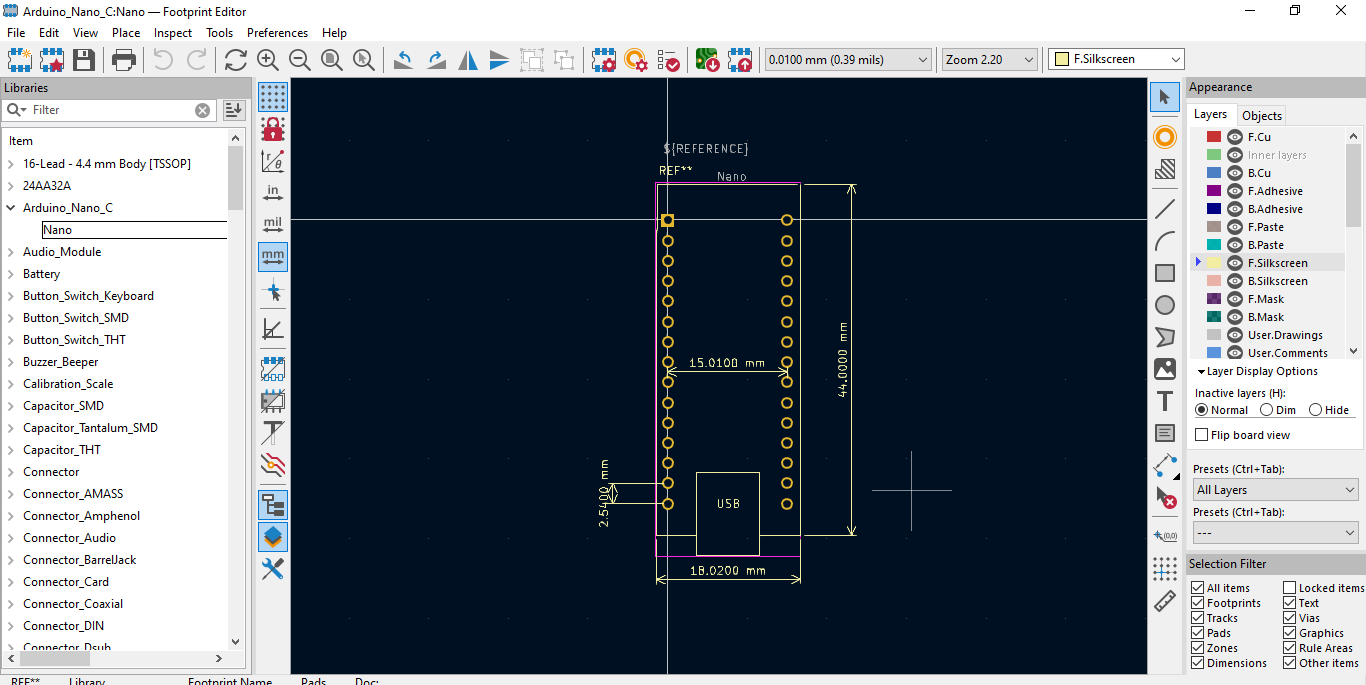 Arduino_Nano_C:Nano — Footprint Editor
File Edit View Place Inspect Tools Preferences Help
0.0100 mm (0.39 mils) Zoom 2.20 F.Silkscreen
Libraries
Filter
Item
16-Lead - 4.4 mm Body [TSSOP]
24AA32A
Arduino_Nano_C
Nano
Audio_Module
Battery
Button_Switch_Keyboard
Button_Switch_SMD
Button_Switch_THT
Buzzer_Beeper
Calibration_Scale
Capacitor_SMD
Capacitor_Tantalum_SMD
Capacitor_THT
Connector
Connector_AMASS
Connector_Amphenol
Connector_Audio
Connector_BarrelJack
Connector_Card
Connector_Coaxial
Connector_DIN
Connector_Dsub
in
mil
mm
${REFERENCE}
REF**
Nano
15.0100 mm
44.0000 mm
2.5400 mm
USB
18.0200 mm
(0,0)
Appearance
Layers Objects
F.Cu
Inner layers
B.Cu
F.Adhesive
B.Adhesive
F.Paste
B.Paste
F.Silkscreen
B.Silkscreen
F.Mask
B.Mask
User.Drawings
User.Comments
Layer Display Options
Inactive layers (H):
Normal Dim Hide
Flip board view
Presets (Ctrl+Tab):
All Layers
Presets (Ctrl+Tab):
---
Selection Filter
All items Locked items
Footprints Text
Tracks Vias
Pads Graphics
Zones Rule Areas
Dimensions Other items
REF** Library Footprint Name Pads Doc: